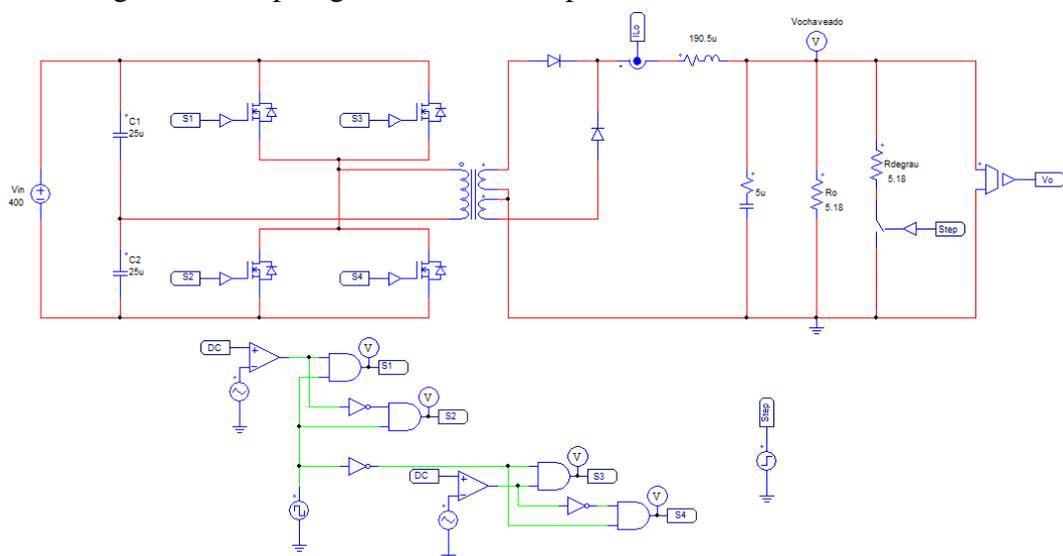 ILo
190.5u
Vochaveado
V
C1
25u
S1
S3
Vin
400
Rdegrau
5.18
Vo
5u
Ro
5.18
Step
C2
25u
S2
S4
DC
V
S1
V
S2
Step
DC
V
S3
V
S4